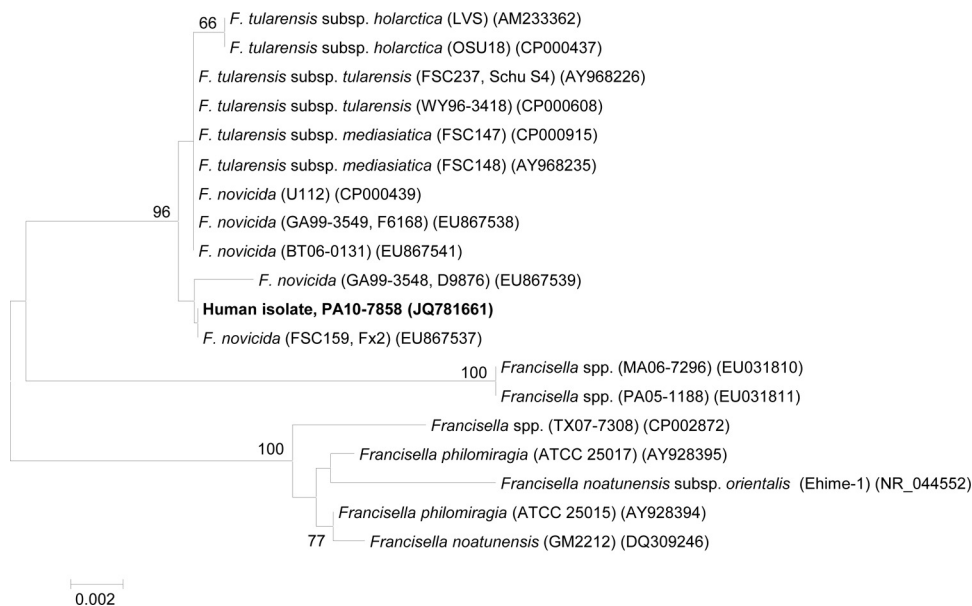 66
F. tularensis subsp. holarctica (LVS) (AM233362)
F. tularensis subsp. holarctica (OSU18) (CP000437)
F. tularensis subsp. tularensis (FSC237, Schu S4) (AY968226)
F. tularensis subsp. tularensis (WY96-3418) (CP000608)
F. tularensis subsp. mediasiatica (FSC147) (CP000915)
F. tularensis subsp. mediasiatica (FSC148) (AY968235)
F. novicida (U112) (CP000439)
96
F. novicida (GA99-3549, F6168) (EU867538)
F. novicida (BT06-0131) (EU867541)
F. novicida (GA99-3548, D9876) (EU867539)
Human isolate, PA10-7858 (JQ781661)
F. novicida (FSC159, Fx2) (EU867537)
Francisella spp. (MA06-7296) (EU031810)
100
Francisella spp. (PA05-1188) (EU031811)
Francisella spp. (TX07-7308) (CP002872)
100
Francisella philomiragia (ATCC 25017) (AY928395)
Francisella noatunensis subsp. orientalis (Ehime-1) (NR_044552)
Francisella philomiragia (ATCC 25015) (AY928394)
77
Francisella noatunensis (GM2212) (DQ309246)
0.002